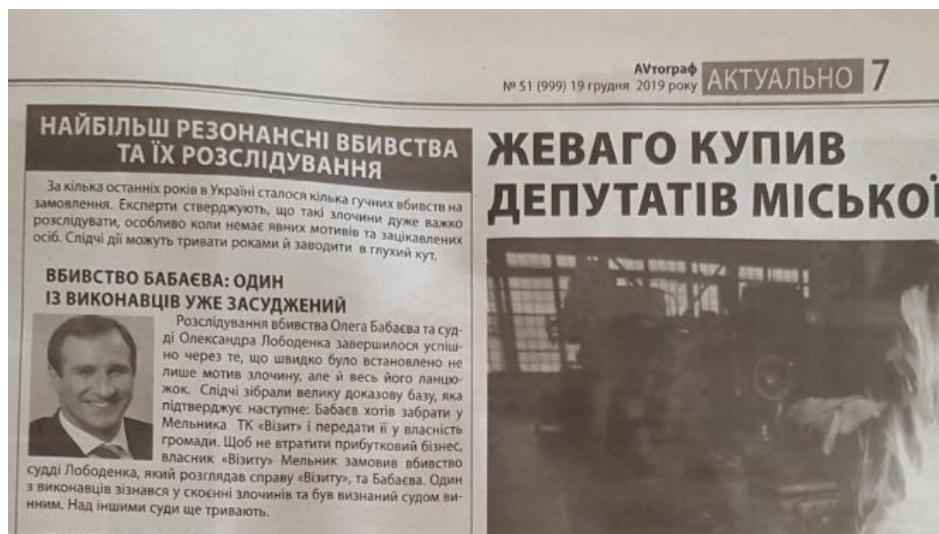 АVтограф
№ 51 (999) 19 грудня 2019 року
АКТУАЛЬНО 7
НАЙБІЛЬШ РЕЗОНАНСНІ ВБИВСТВА
ТА ЇХ РОЗСЛІДУВАННЯ
За кілька останніх років в Україні сталося кілька гучних вбивств на
замовлення. Експерти стверджують, що такі злочини дуже важко
розслідувати, особливо коли немає явних мотивів та зацікавлених
осіб. Слідчі дії можуть тривати роками й заводити в глухий кут.
ВБИВСТВО БАБАЄВА: ОДИН
ІЗ ВИКОНАВЦІВ УЖЕ ЗАСУДЖЕНИЙ
Розслідування вбивства Олега Бабаєва та суд-
ді Олександра Лободенка завершилося успіш-
но через те, що швидко було встановлено не
лише мотив злочину, але й весь його ланцю-
жок. Слідчі зібрали велику доказову базу, яка
підтверджує наступне: Бабаєв хотів забрати у
Мельника ТК «Візит» і передати її у власність
громади. Щоб не втратити прибутковий бізнес,
власник «Візиту» Мельник замовив вбивство
судді Лободенка, який розглядав справу «Візиту», та Бабаєва. Один
з виконавців зізнався у скоєнні злочинів та був визнаний судом вин-
ним. Над іншими суди ще тривають.
ЖЕВАГО КУПИВ
ДЕПУТАТІВ МІСЬКОЇ